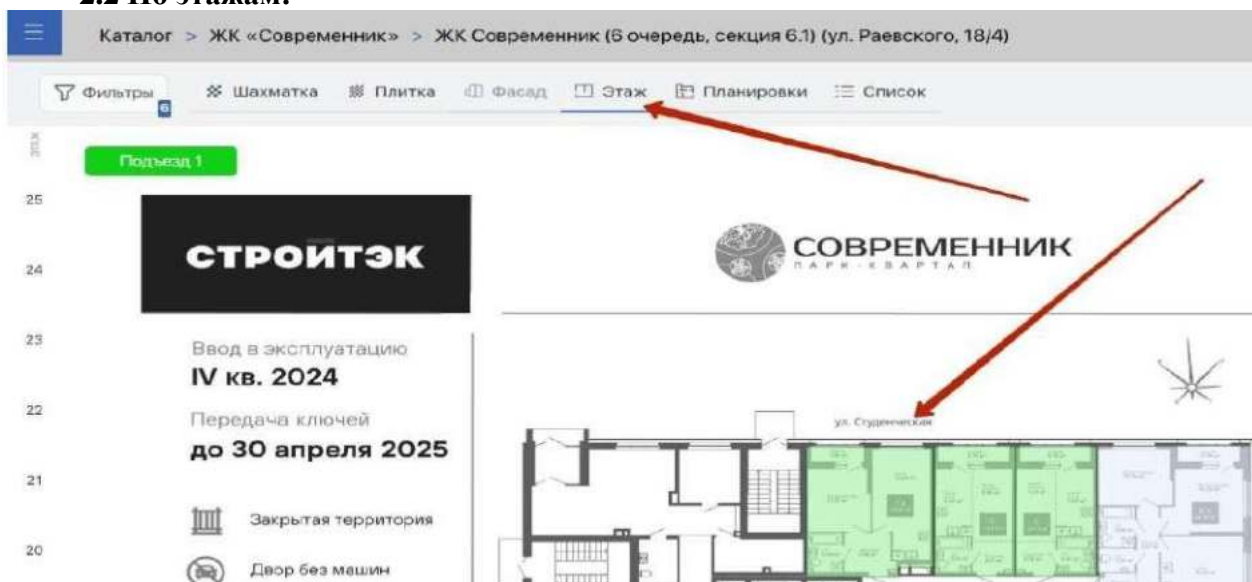 2.2 По этажам:
Каталог > ЖК «Современник» > ЖК Современник (6 очередь, секция 6.1) (ул. Раевского, 18/4)
Фильтры 6 Шахматка Плитка Фасад Этаж Планировки Список
этаж
Подъезд 1
25
СТРОЙТЭК
СОВРЕМЕННИК
ПАРК-КВАРТАЛ
24
23
Ввод в эксплуатацию
IV кв. 2024
22
Передача ключей
до 30 апреля 2025
ул. Студенческая
21
Закрытая территория
20
Двор без машин